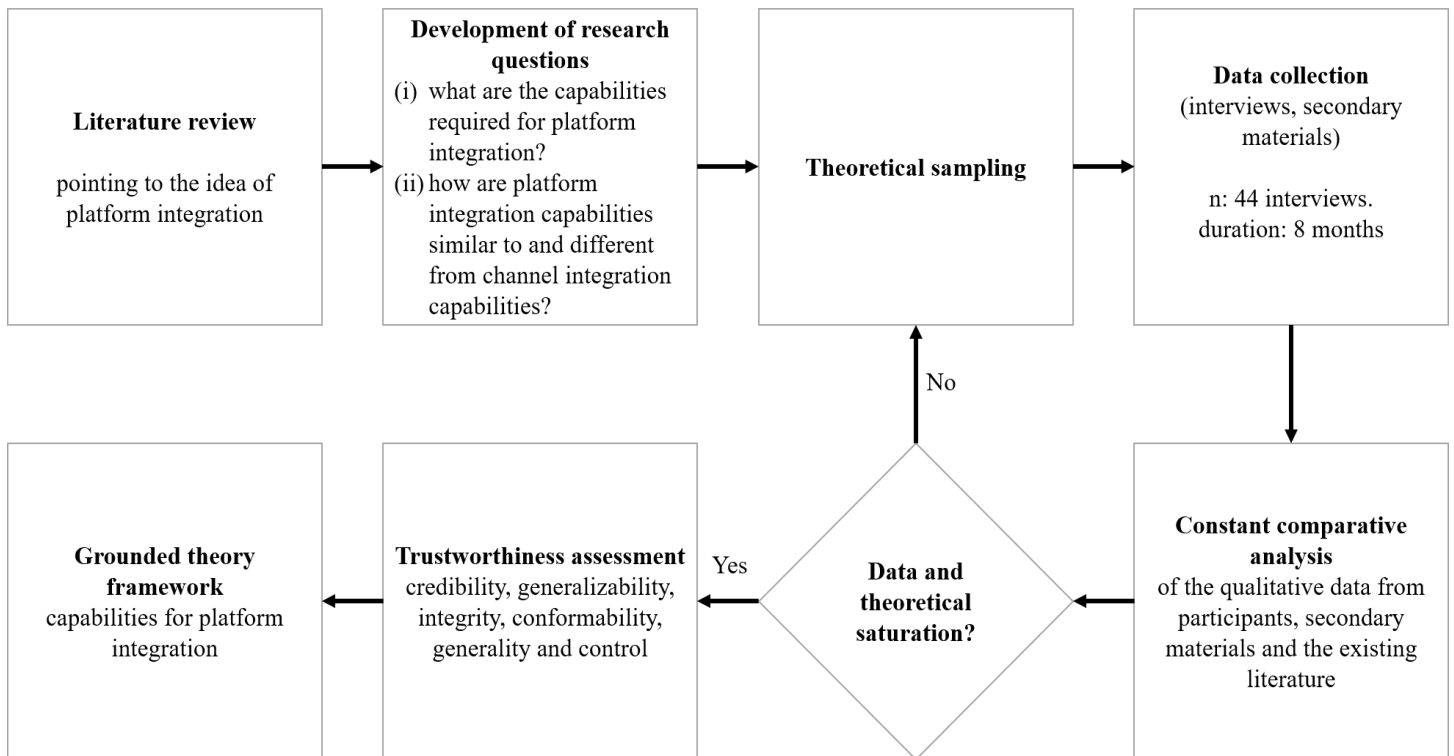 Literature review
pointing to the idea of
platform integration
Development of research
questions
(i) what are the capabilities
required for platform
integration?
(ii) how are platform
integration capabilities
similar to and different
from channel integration
capabilities?
Theoretical sampling
Data collection
(interviews, secondary
materials)
n: 44 interviews.
duration: 8 months
No
Grounded theory
framework
capabilities for platform
integration
Trustworthiness assessment
credibility, generalizability,
integrity, conformability,
generality and control
Yes
Data and
theoretical
saturation?
Constant comparative
analysis
of the qualitative data from
participants, secondary
materials and the existing
literature